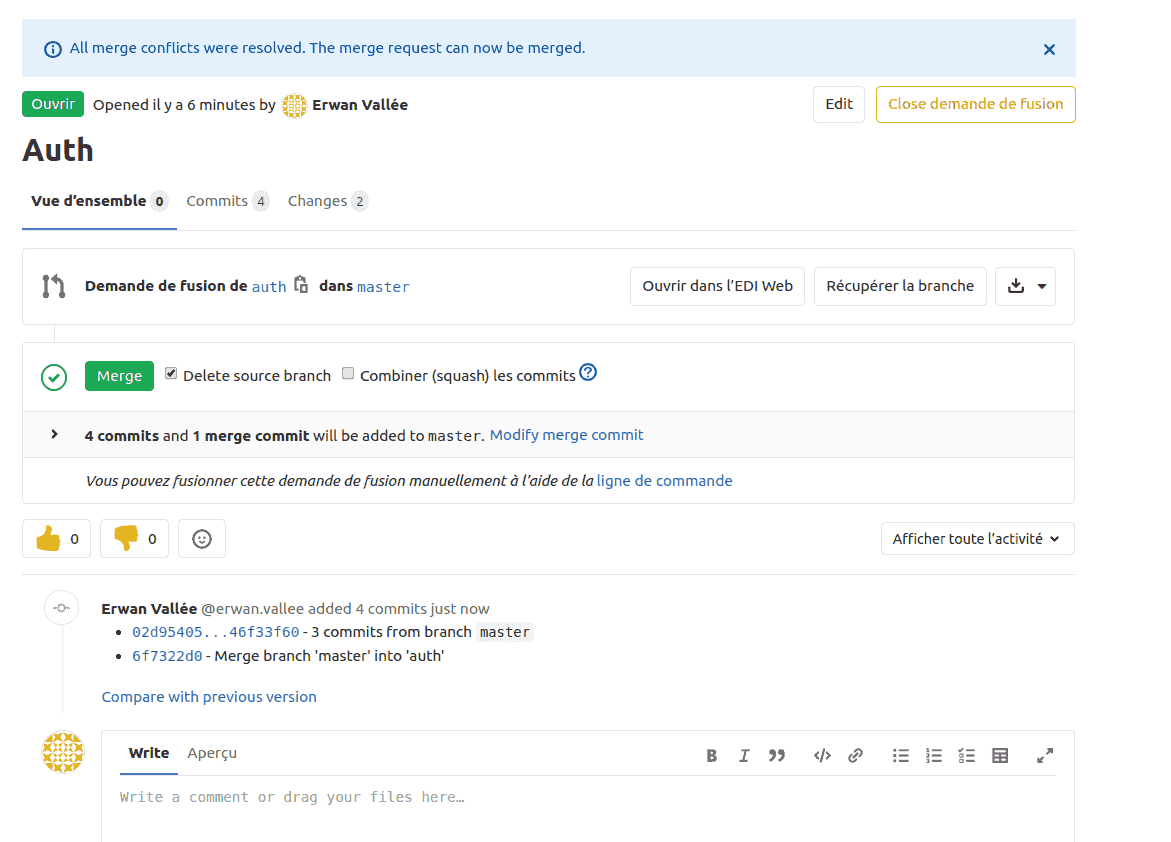 All merge conflicts were resolved. The merge request can now be merged.
Ouvrir Opened il y a 6 minutes by Erwan Vallée Edit Close demande de fusion
Auth
Vue d’ensemble 0 Commits 4 Changes 2
Demande de fusion de auth dans master Ouvrir dans l’EDI Web Récupérer la branche
Merge Delete source branch Combiner (squash) les commits
4 commits and 1 merge commit will be added to master. Modify merge commit
Vous pouvez fusionner cette demande de fusion manuellement à l’aide de la ligne de commande
0 0 Afficher toute l’activité
Erwan Vallée @erwan.vallee added 4 commits just now
02d95405...46f33f60 - 3 commits from branch master
6f7322d0 - Merge branch 'master' into 'auth'
Compare with previous version
Write Aperçu
Write a comment or drag your files here…